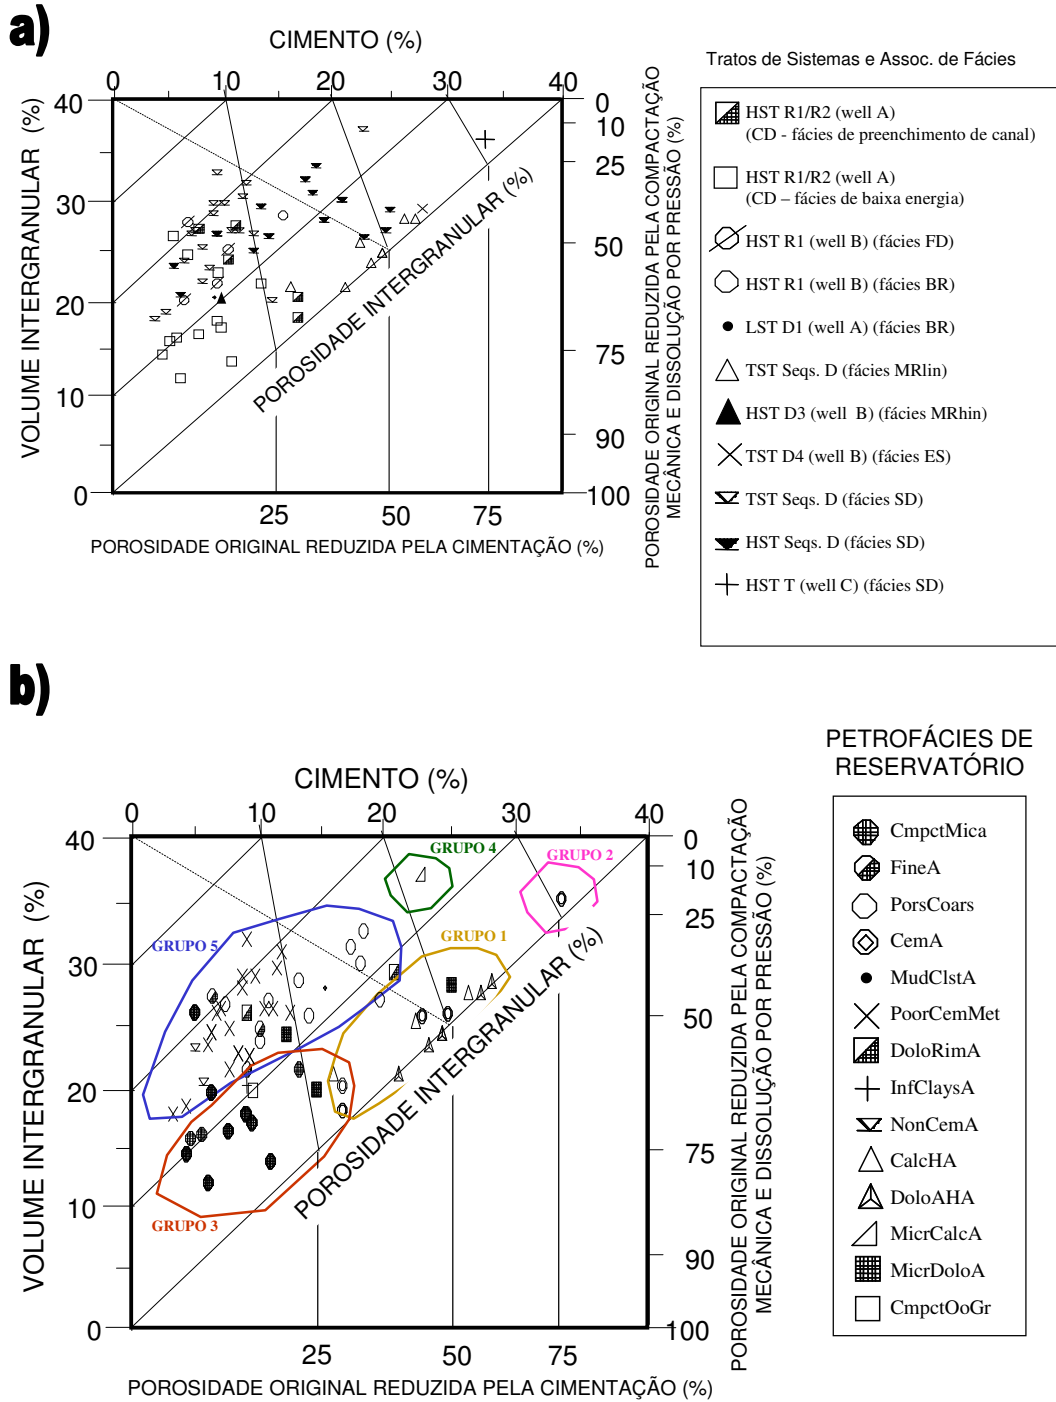 a)
CIMENTO (%)
0 10 20 30 40
40
30
20
10
0
VOLUME INTERGRANULAR (%)
0
10
25
50
75
90
100
POROSIDADE ORIGINAL REDUZIDA PELA COMPACTAÇÃO
MECÂNICA E DISSOLUÇÃO POR PRESSÃO (%)
POROSIDADE INTERGRANULAR (%)
25 50 75
POROSIDADE ORIGINAL REDUZIDA PELA CIMENTAÇÃO (%)
Tratos de Sistemas e Assoc. de Fácies
HST R1/R2 (well A)
(CD - fácies de preenchimento de canal)
HST R1/R2 (well A)
(CD – fácies de baixa energia)
HST R1 (well B) (fácies FD)
HST R1 (well B) (fácies BR)
LST D1 (well A) (fácies BR)
TST Seqs. D (fácies MRlin)
HST D3 (well B) (fácies MRhin)
TST D4 (well B) (fácies ES)
TST Seqs. D (fácies SD)
HST Seqs. D (fácies SD)
HST T (well C) (fácies SD)
b)
CIMENTO (%)
0 10 20 30 40
40
30
20
10
0
VOLUME INTERGRANULAR (%)
GRUPO 4
GRUPO 2
GRUPO 5
GRUPO 1
GRUPO 3
POROSIDADE INTERGRANULAR (%)
0
10
25
50
75
90
100
POROSIDADE ORIGINAL REDUZIDA PELA COMPACTAÇÃO
MECÂNICA E DISSOLUÇÃO POR PRESSÃO (%)
25 50 75
POROSIDADE ORIGINAL REDUZIDA PELA CIMENTAÇÃO (%)
PETROFÁCIES DE
RESERVATÓRIO
CmpctMica
FineA
PorsCoars
CemA
MudClstA
PoorCemMet
DoloRimA
InfClaysA
NonCemA
CalcHA
DoloAHA
MicrCalcA
MicrDoloA
CmpctOoGr